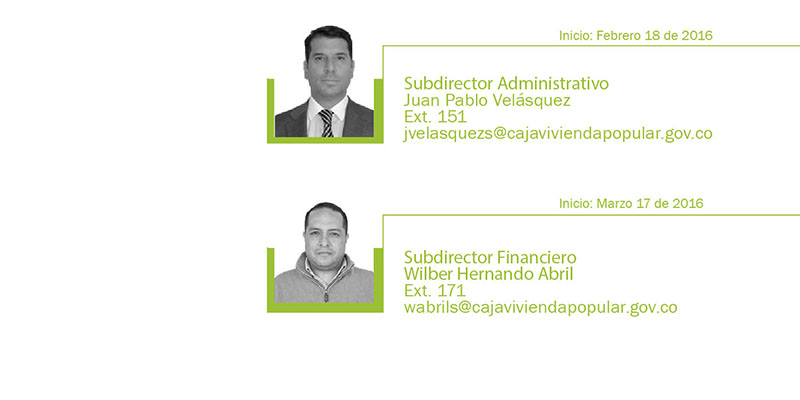 Inicio: Febrero 18 de 2016
Subdirector Administrativo
Juan Pablo Velásquez
Ext. 151
jvelasquezs@cajaviviendapopular.gov.co
Inicio: Marzo 17 de 2016
Subdirector Financiero
Wilber Hernando Abril
Ext. 171
wabrils@cajaviviendapopular.gov.co